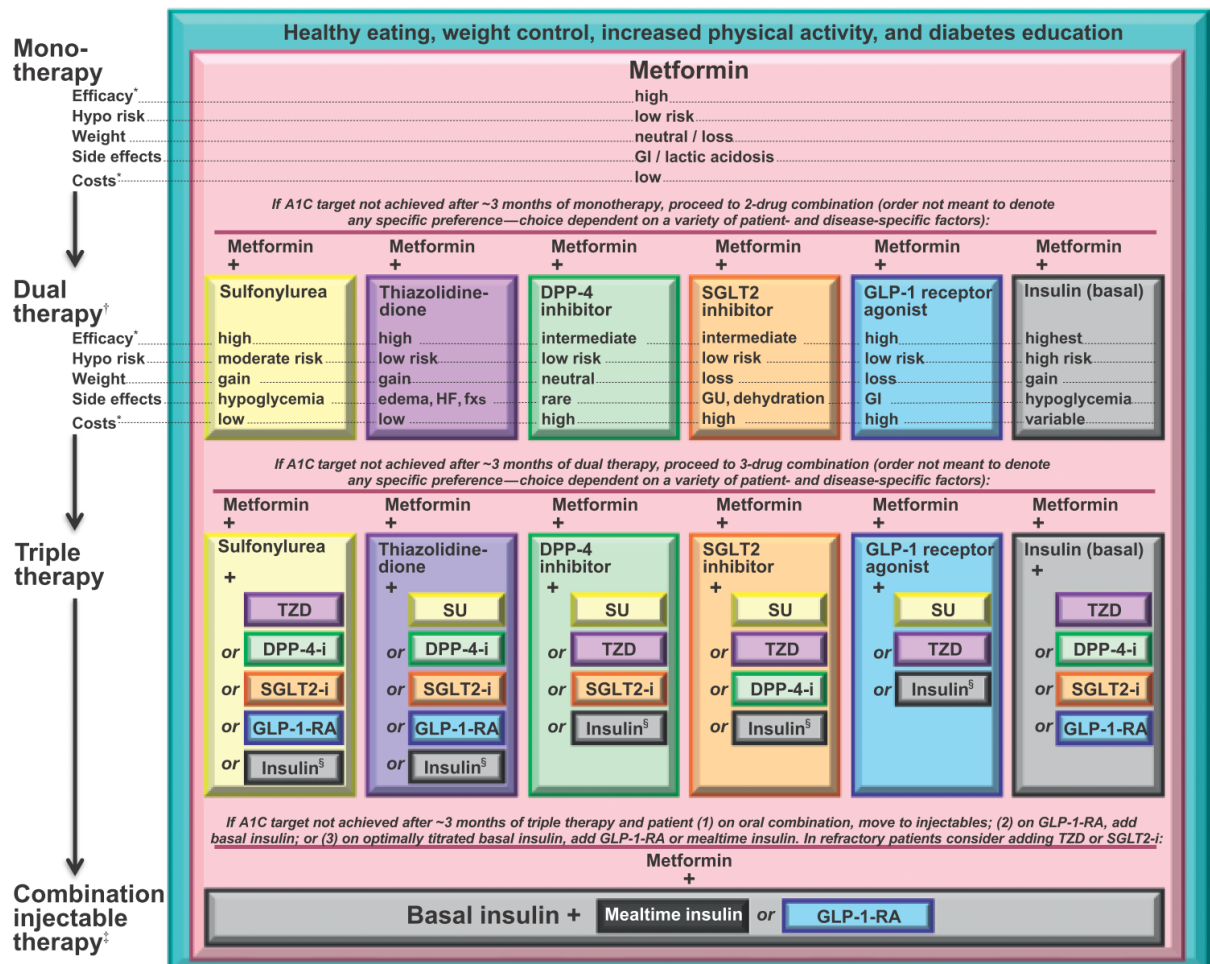 Healthy eating, weight control, increased physical activity, and diabetes education
Mono-
therapy
Metformin
Efficacy* high
Hypo risk low risk
Weight neutral / loss
Side effects GI / lactic acidosis
Costs* low
If A1C target not achieved after ~3 months of monotherapy, proceed to 2-drug combination (order not meant to denote
any specific preference—choice dependent on a variety of patient- and disease-specific factors):
Metformin Metformin Metformin Metformin Metformin Metformin
+ + + + + +
Dual
therapy†
Sulfonylurea Thiazolidine- DPP-4 SGLT2 GLP-1 receptor Insulin (basal)
dione inhibitor inhibitor agonist
Efficacy* high high intermediate intermediate high highest
Hypo risk moderate risk low risk low risk low risk low risk high risk
Weight gain gain neutral loss loss gain
Side effects hypoglycemia edema, HF, fxs rare GU, dehydration GI hypoglycemia
Costs* low low high high high variable
If A1C target not achieved after ~3 months of dual therapy, proceed to 3-drug combination (order not meant to denote
any specific preference—choice dependent on a variety of patient- and disease-specific factors):
Metformin Metformin Metformin Metformin Metformin Metformin
+ + + + + +
Triple
therapy
Sulfonylurea Thiazolidine- DPP-4 SGLT2 GLP-1 receptor Insulin (basal)
dione inhibitor inhibitor agonist
+ + + + + +
TZD SU SU SU SU TZD
or DPP-4-i or DPP-4-i or TZD or TZD or TZD or DPP-4-i
or SGLT2-i or SGLT2-i or SGLT2-i or DPP-4-i or Insulin§ or SGLT2-i
or GLP-1-RA or GLP-1-RA or Insulin§ or Insulin§ or GLP-1-RA
or Insulin§ or Insulin§
If A1C target not achieved after ~3 months of triple therapy and patient (1) on oral combination, move to injectables; (2) on GLP-1-RA, add
basal insulin; or (3) on optimally titrated basal insulin, add GLP-1-RA or mealtime insulin. In refractory patients consider adding TZD or SGLT2-i:
Metformin
+
Combination
injectable
therapy‡
Basal insulin + Mealtime insulin or GLP-1-RA